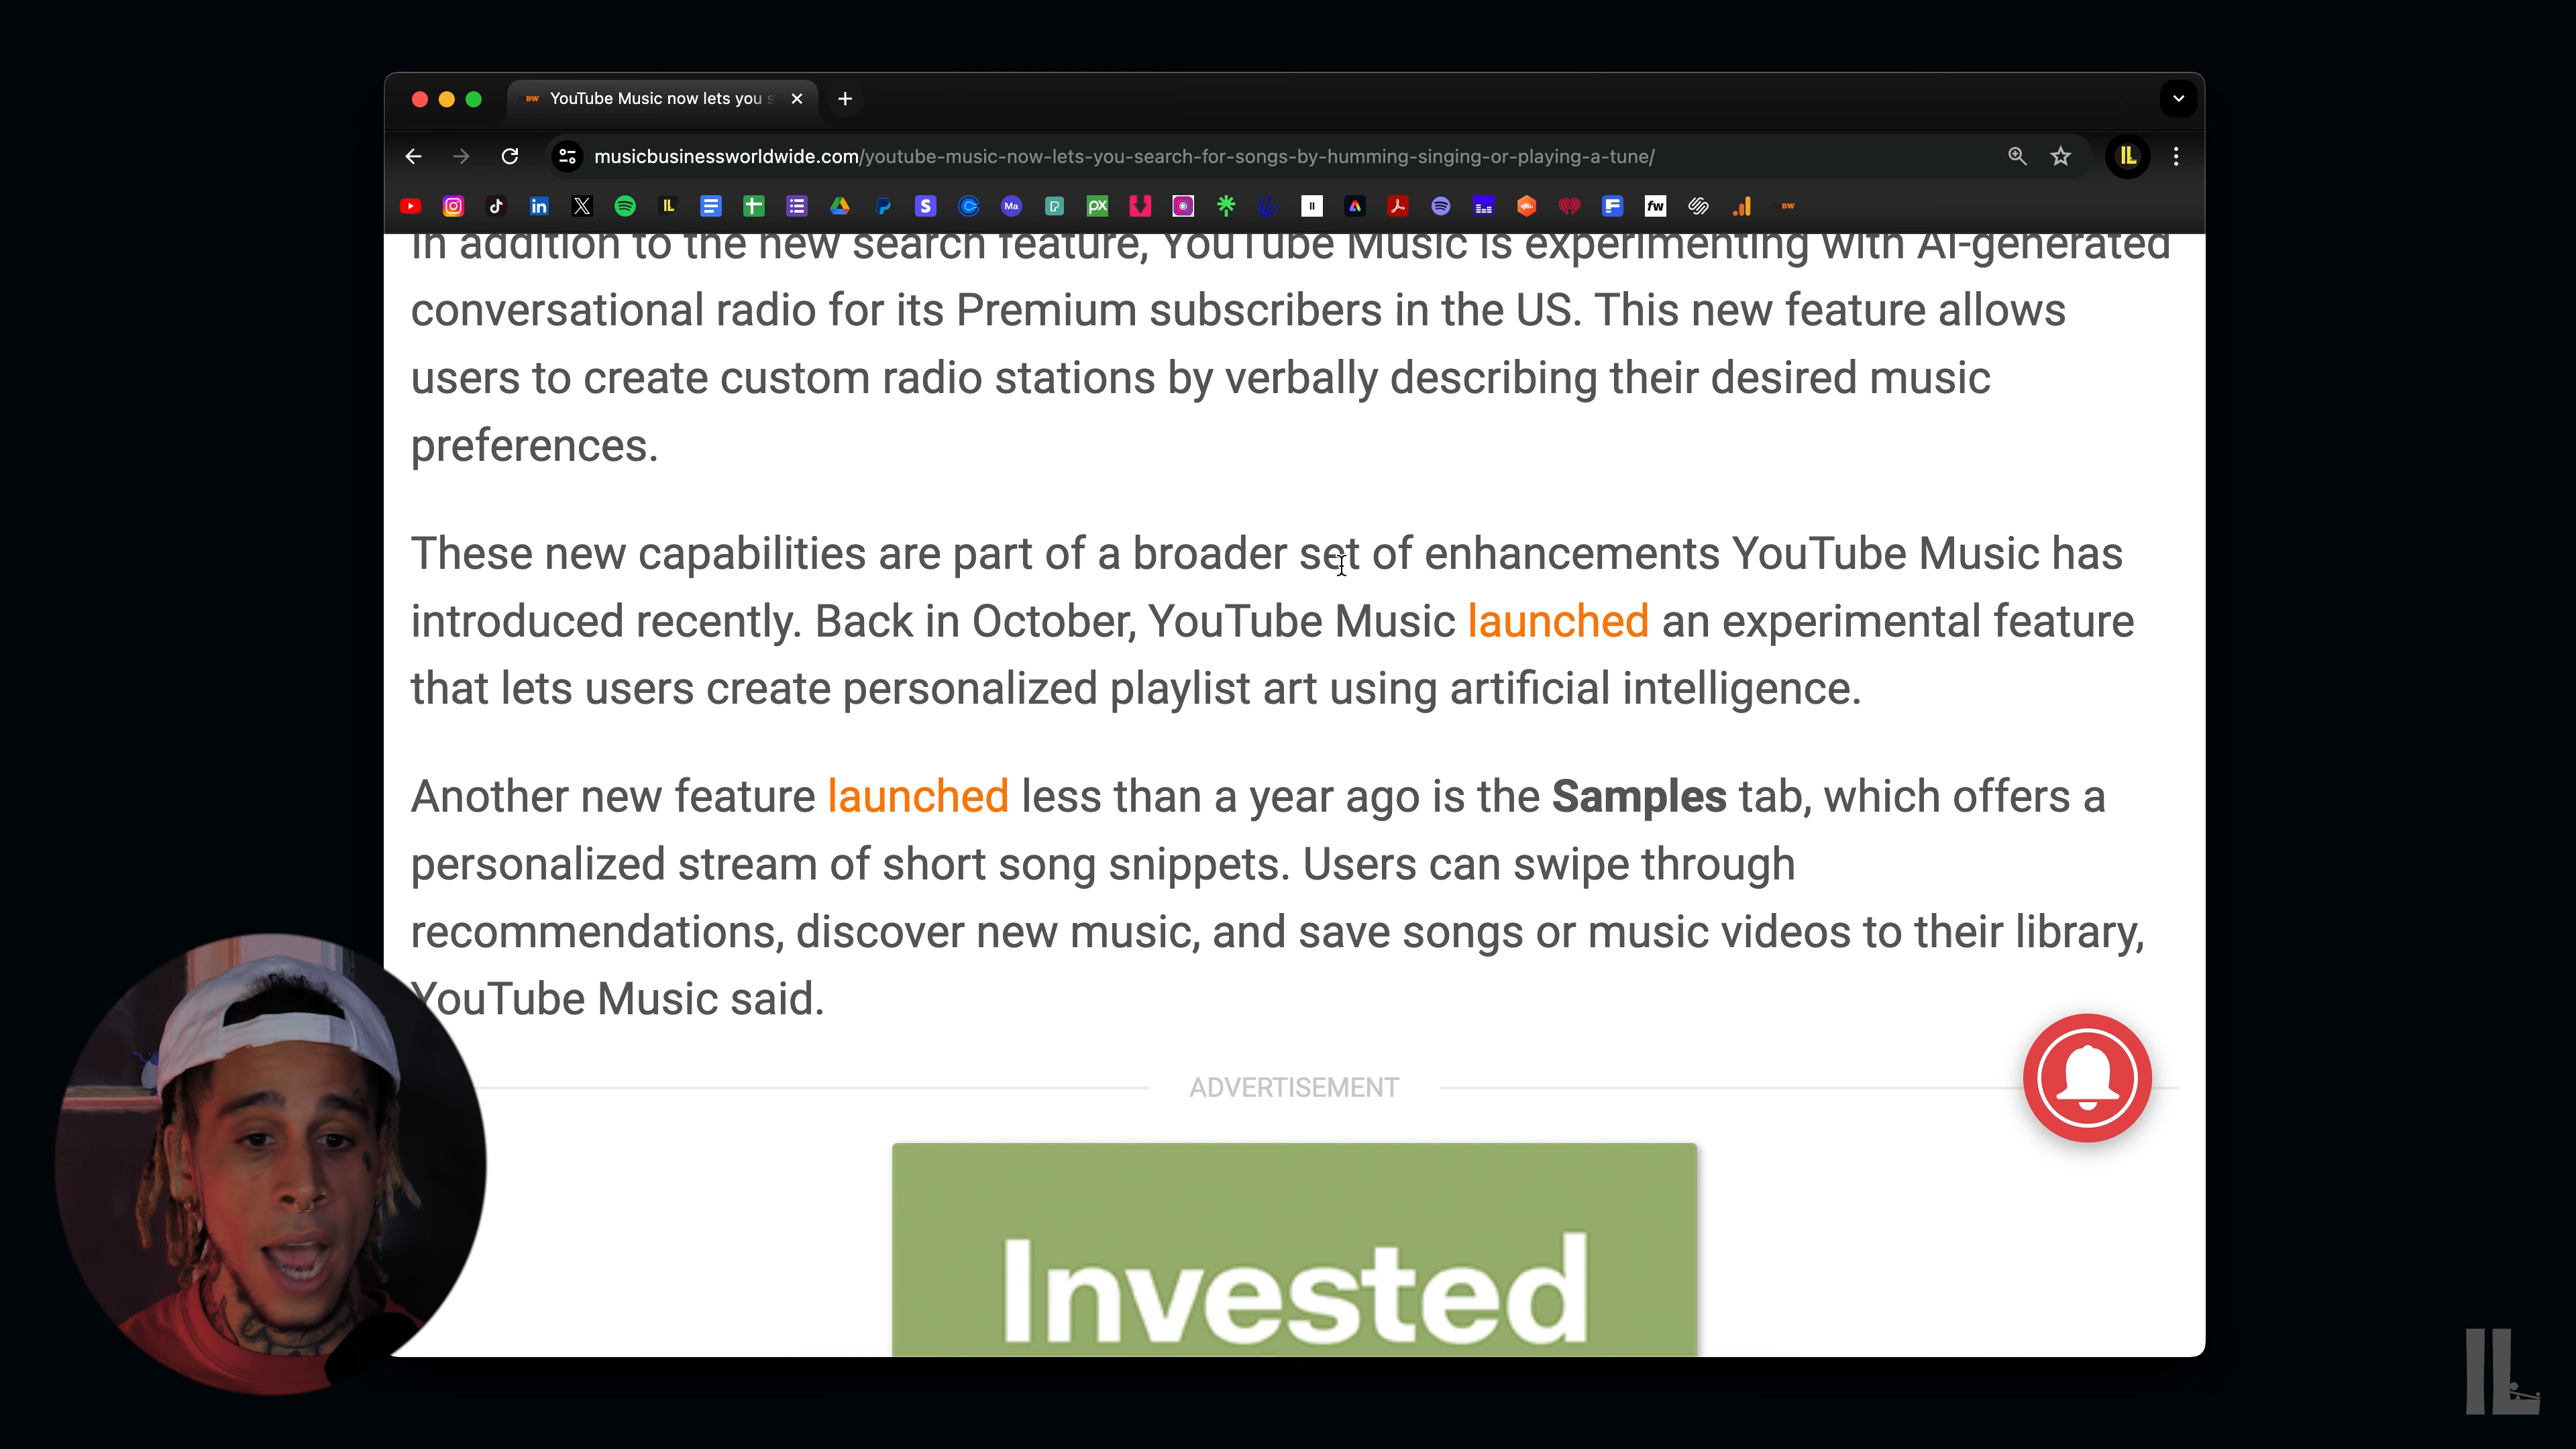 YouTube Music now lets you s
musicbusinessworldwide.com/youtube-music-now-lets-you-search-for-songs-by-humming-singing-or-playing-a-tune/
In addition to the new search feature, YouTube Music is experimenting with AI-generated
conversational radio for its Premium subscribers in the US. This new feature allows
users to create custom radio stations by verbally describing their desired music
preferences.
These new capabilities are part of a broader set of enhancements YouTube Music has
introduced recently. Back in October, YouTube Music launched an experimental feature
that lets users create personalized playlist art using artificial intelligence.
Another new feature launched less than a year ago is the Samples tab, which offers a
personalized stream of short song snippets. Users can swipe through
recommendations, discover new music, and save songs or music videos to their library,
YouTube Music said.
ADVERTISEMENT
Invested
IL